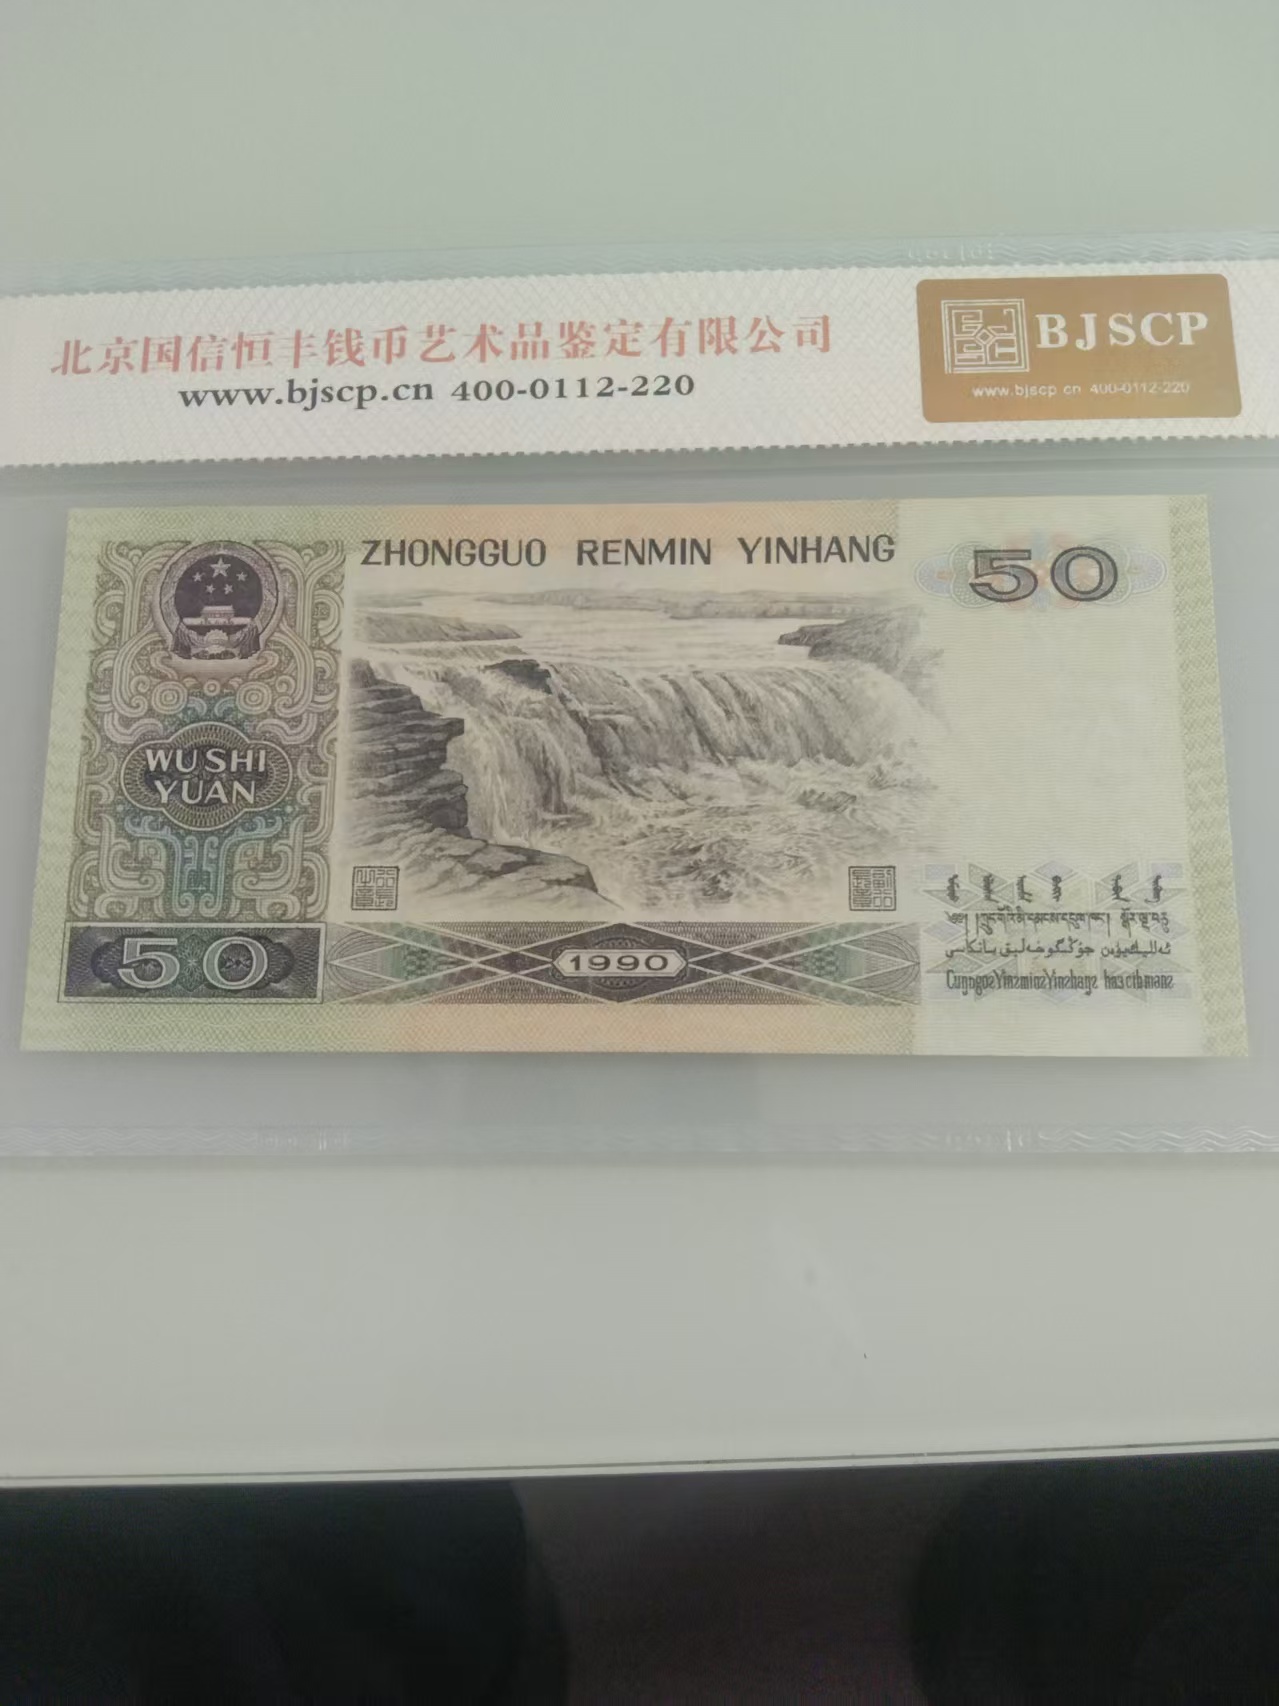 北京国信恒丰钱币艺术品鉴定有限公司
www.bjscp.cn 400-0112-220
BJSCP
www.bjscp.cn 400-0112-220
ZHONGGUO RENMIN YINHANG
50
WU SHI
YUAN
50
1990